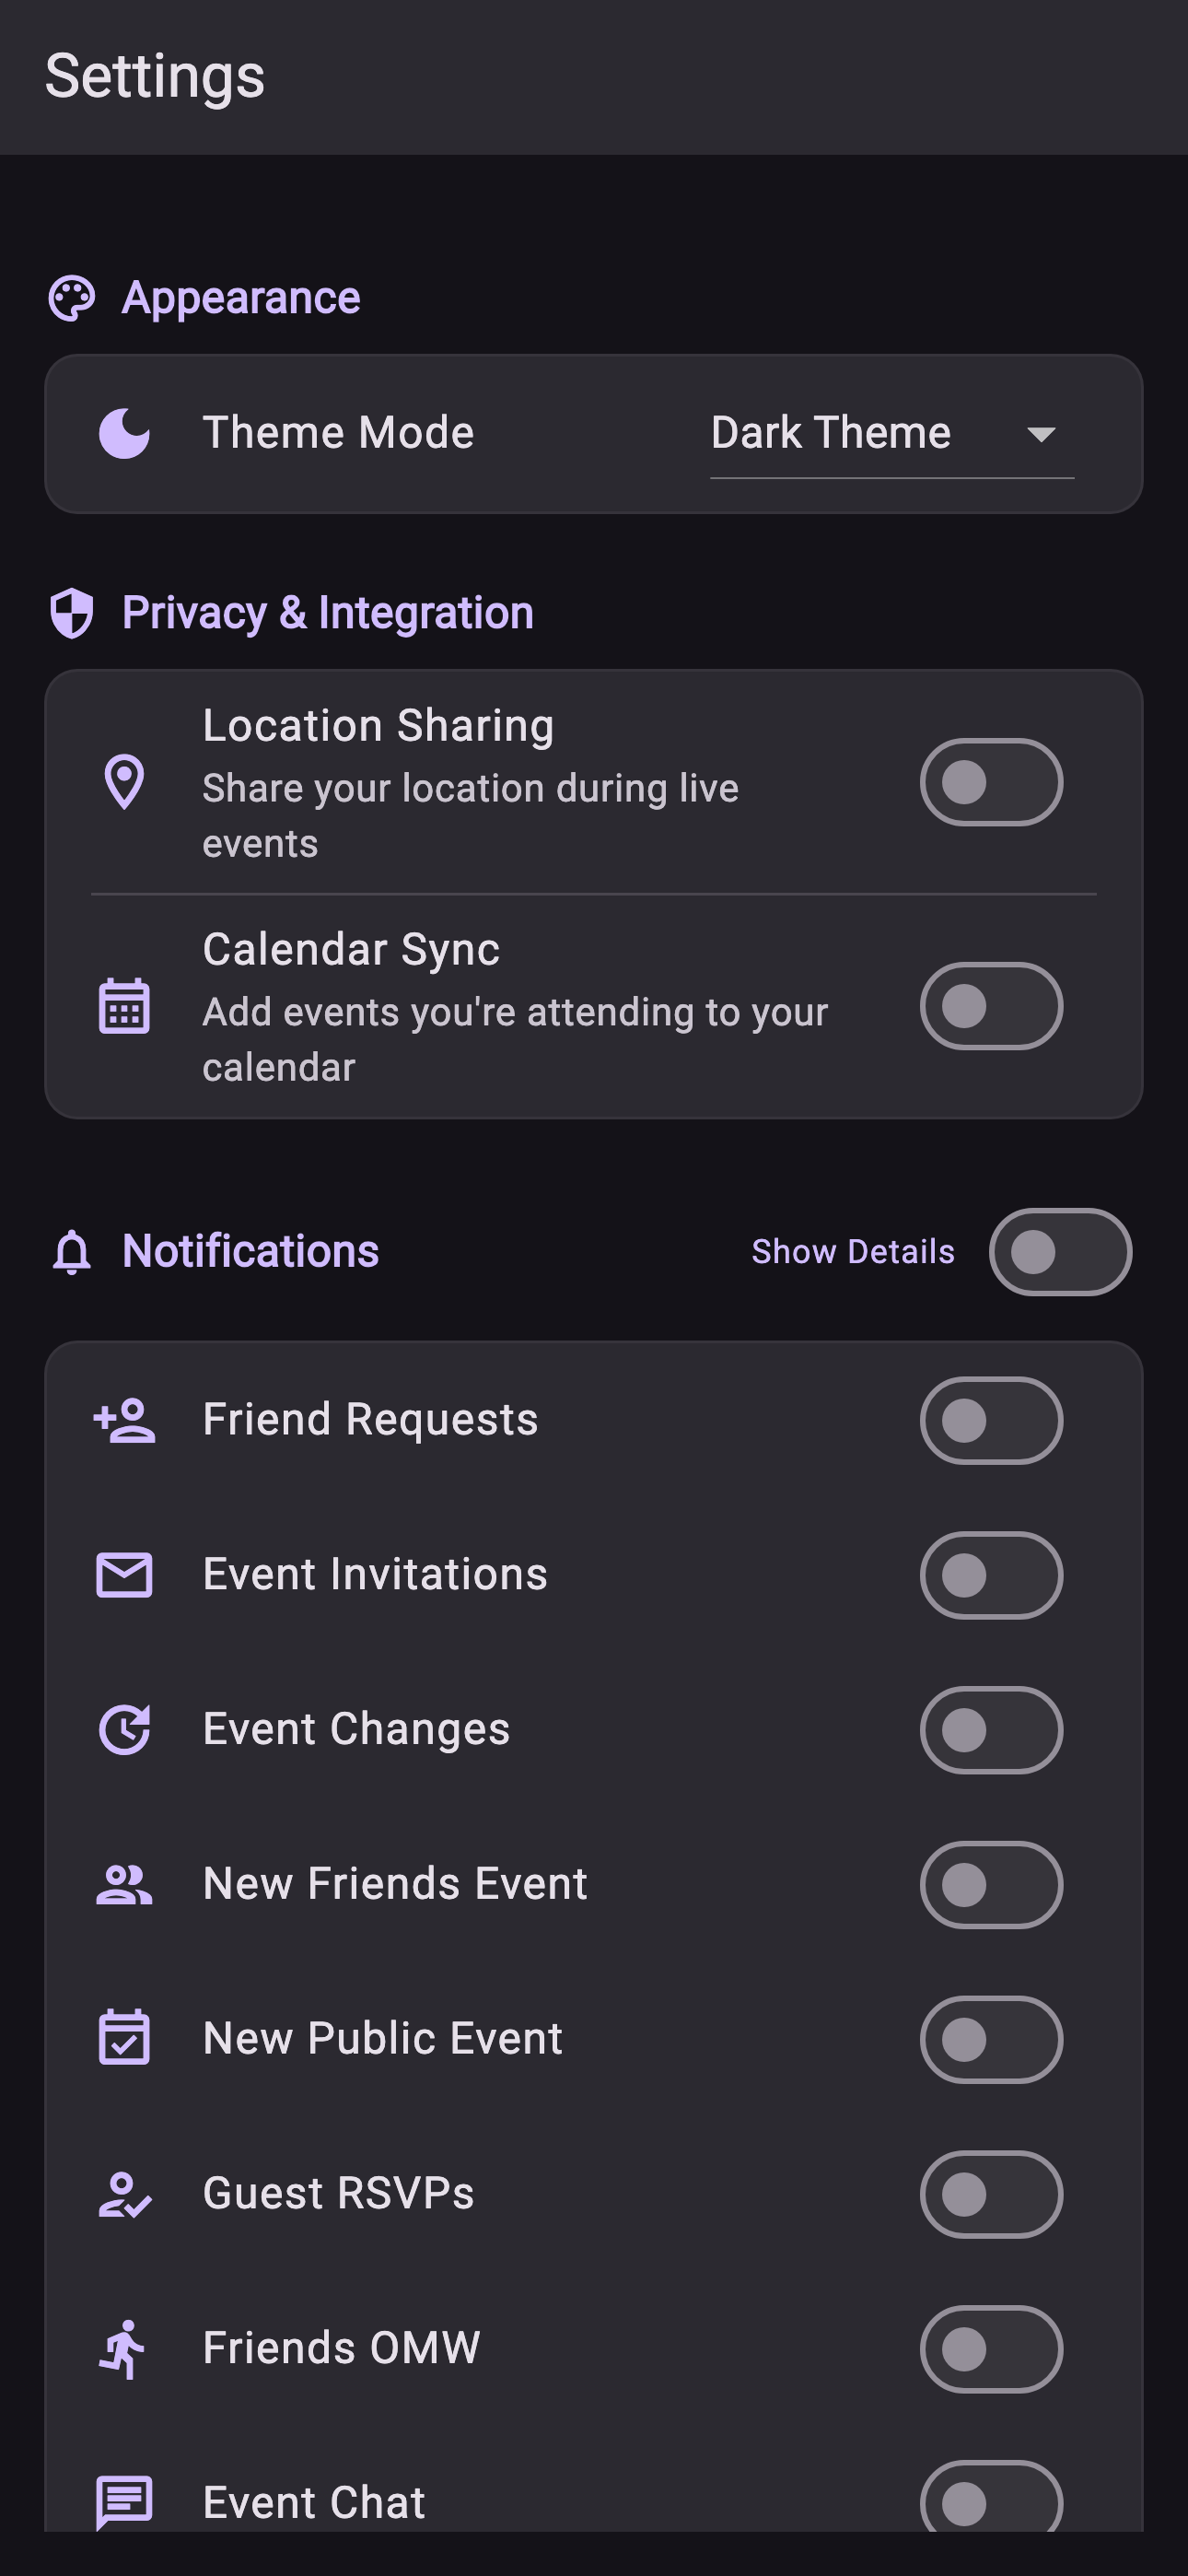 Settings
Appearance
Theme Mode
Dark Theme
Privacy & Integration
Location Sharing
Share your location during live
events
Calendar Sync
Add events you're attending to your
calendar
Notifications
Show Details
Friend Requests
Event Invitations
Event Changes
New Friends Event
New Public Event
Guest RSVPs
Friends OMW
Event Chat